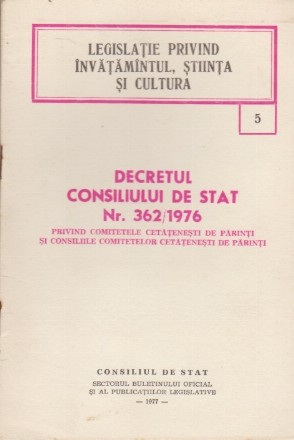 LEGISLAȚIE PRIVIND
ÎNVĂȚĂMÎNTUL, ȘTIINȚA
ȘI CULTURA
5
DECRETUL
CONSILIULUI DE STAT
Nr. 362/1976
PRIVIND COMITETELE CETĂȚENEȘTI DE PĂRINȚI
ȘI CONSILIILE COMITETELOR CETĂȚENEȘTI DE PĂRINȚI
CONSILIUL DE STAT
SECTORUL BULETINULUI OFICIAL
ȘI AL PUBLICAȚIILOR LEGISLATIVE
— 1977 —